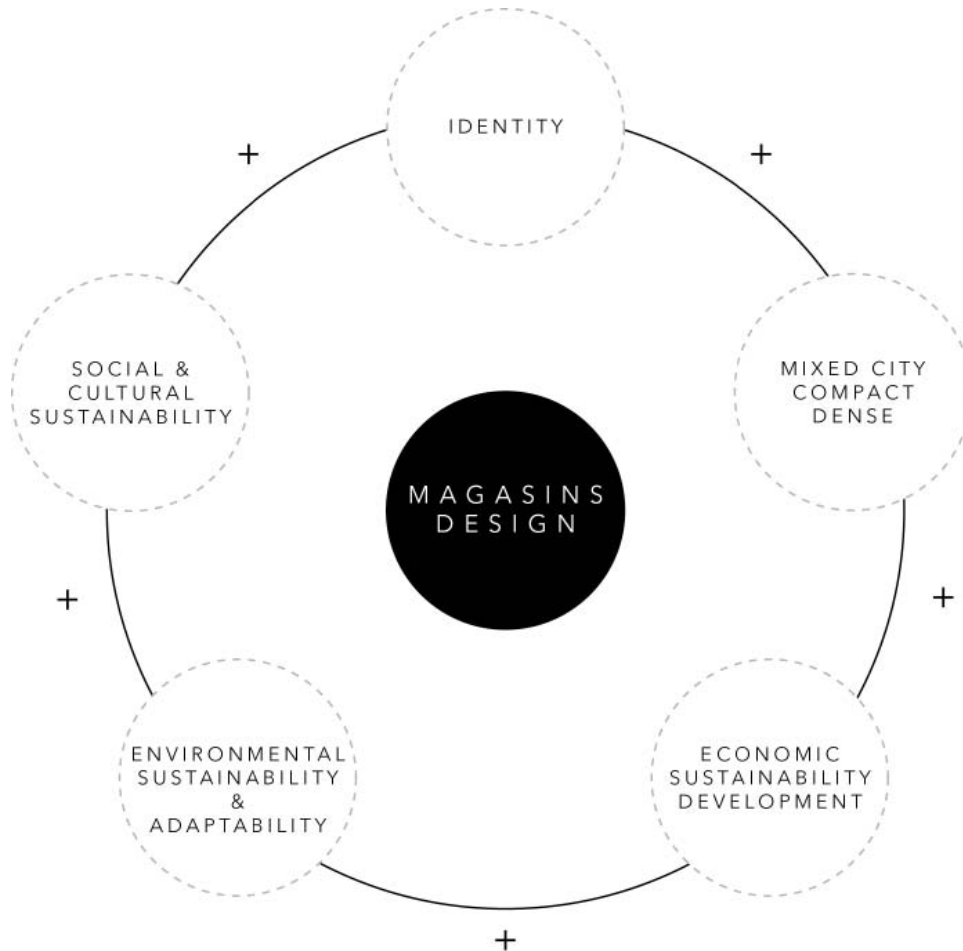 IDENTITY
+
+
SOCIAL &
CULTURAL
SUSTAINABILITY
MIXED CITY
COMPACT
DENSE
MAGASINS
DESIGN
+
+
ENVIRONMENTAL
SUSTAINABILITY
&
ADAPTABILITY
ECONOMIC
SUSTAINABILITY
DEVELOPMENT
+